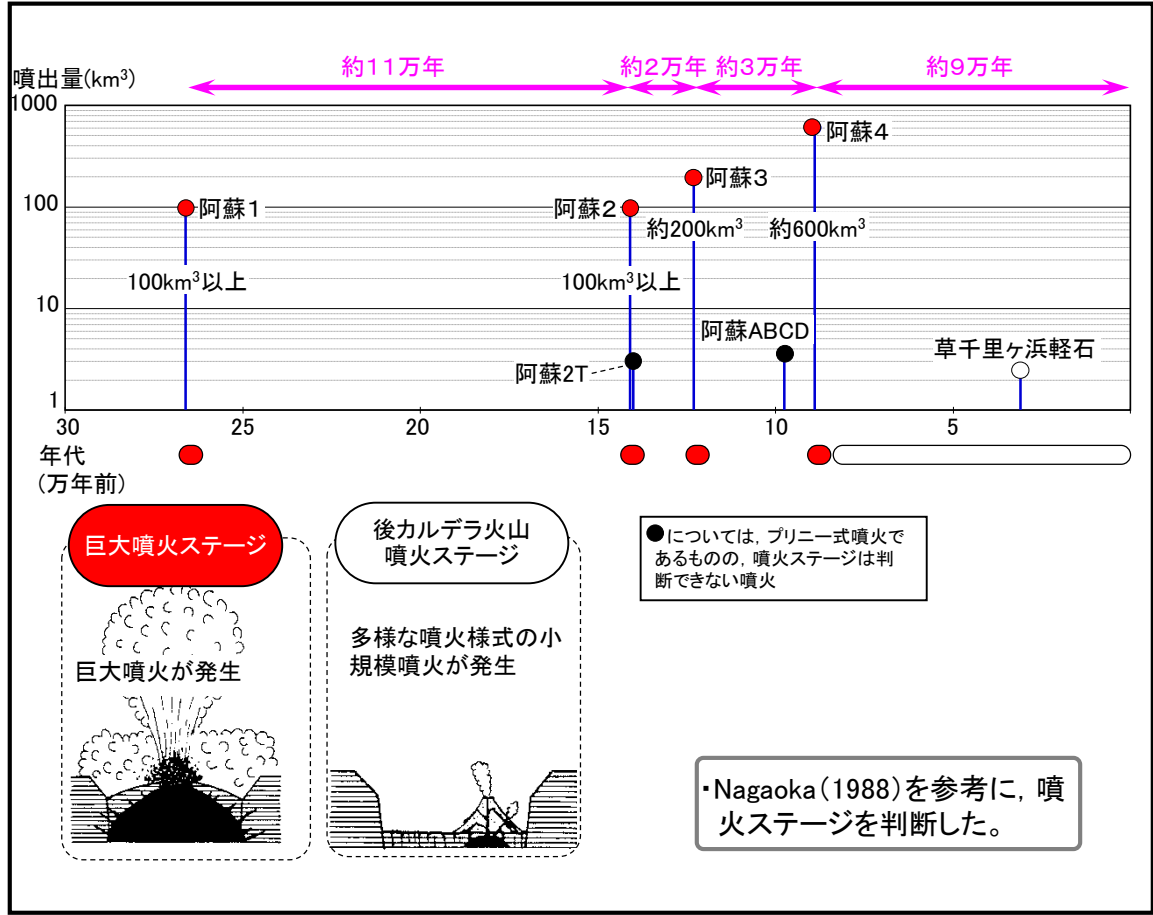 約11万年
約2万年
約3万年
約9万年
噴出量(km³)
1000
100
10
1
阿蘇1
100km³以上
阿蘇2
100km³以上
阿蘇2T
阿蘇3
約200km³
阿蘇4
約600km³
阿蘇ABCD
草千里ヶ浜軽石
30
25
20
15
10
5
年代
(万年前)
巨大噴火ステージ
巨大噴火が発生
後カルデラ火山
噴火ステージ
多様な噴火様式の小
規模噴火が発生
●については，プリニー式噴火で
あるものの，噴火ステージは判
断できない噴火
・Nagaoka（1988）を参考に，噴
火ステージを判断した。